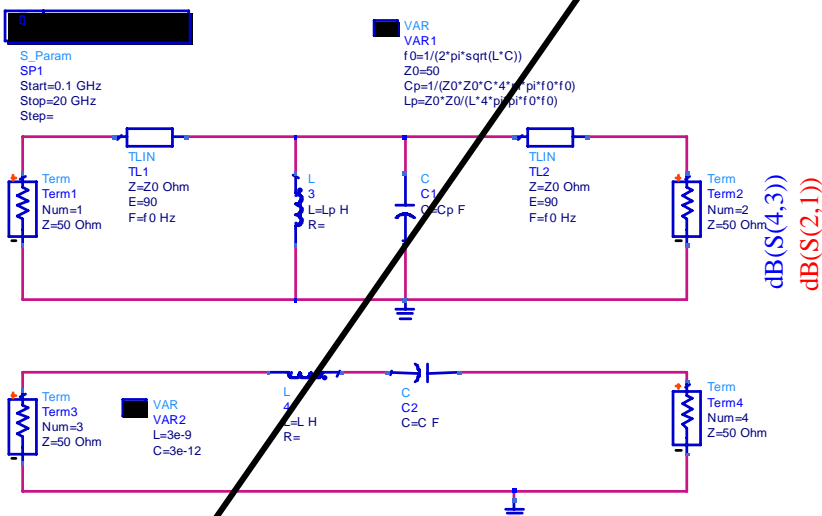 S_Param
SP1
Start=0.1 GHz
Stop=20 GHz
Step=
VAR
VAR1
f0=1/(2*pi*sqrt(L*C))
Z0=50
Cp=1/(Z0*Z0*C*4*pi*pi*f0*f0)
Lp=Z0*Z0/(L*4*pi*pi*f0*f0)
Term
Term1
Num=1
Z=50 Ohm
TLIN
TL1
Z=Z0 Ohm
E=90
F=f0 Hz
L
3
L=Lp H
R=
C
C1
C=Cp F
TLIN
TL2
Z=Z0 Ohm
E=90
F=f0 Hz
Term
Term2
Num=2
Z=50 Ohm
dB(S(4,3))
dB(S(2,1))
Term
Term3
Num=3
Z=50 Ohm
VAR
VAR2
L=3e-9
C=3e-12
L
4
L=L H
R=
C
C2
C=C F
Term
Term4
Num=4
Z=50 Ohm